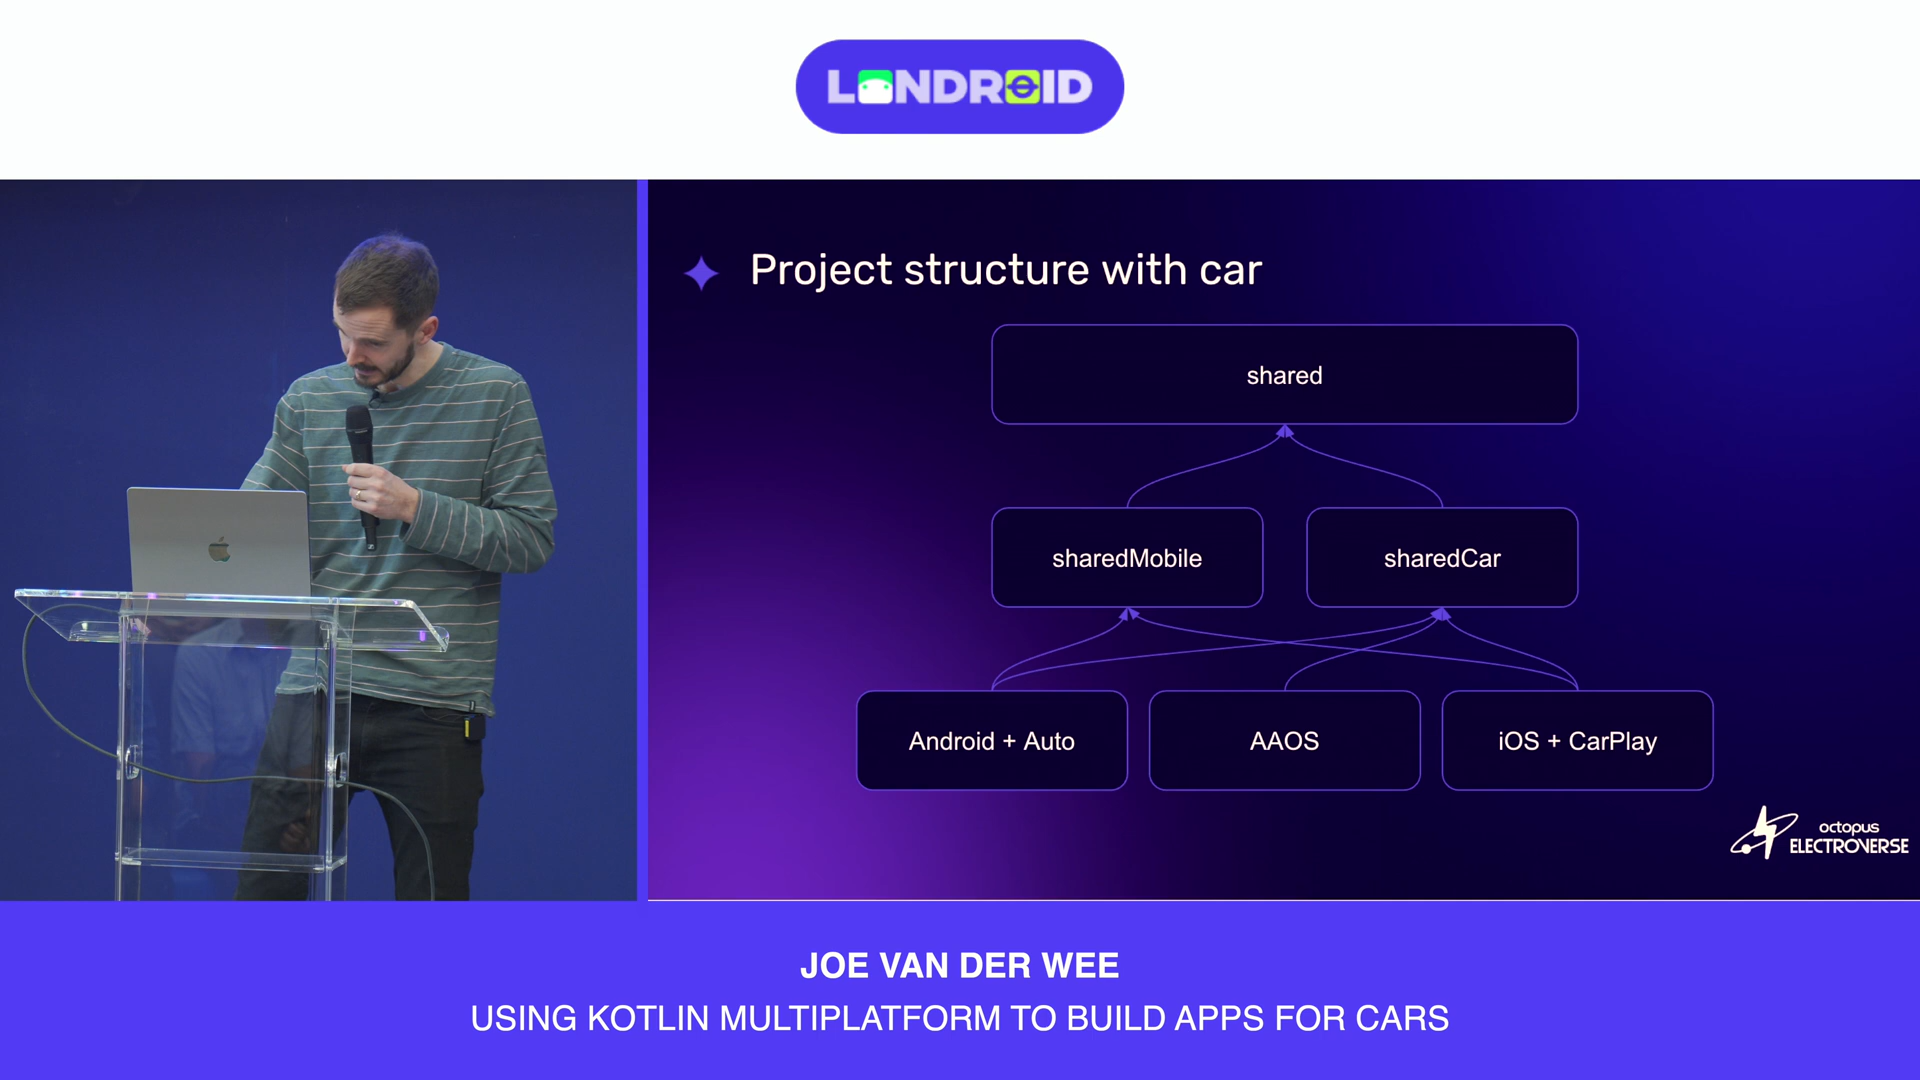 LONDROID
Project structure with car
shared
sharedMobile
sharedCar
Android + Auto
AAOS
iOS + CarPlay
octopus
ELECTROVERSE
JOE VAN DER WEE
USING KOTLIN MULTIPLATFORM TO BUILD APPS FOR CARS